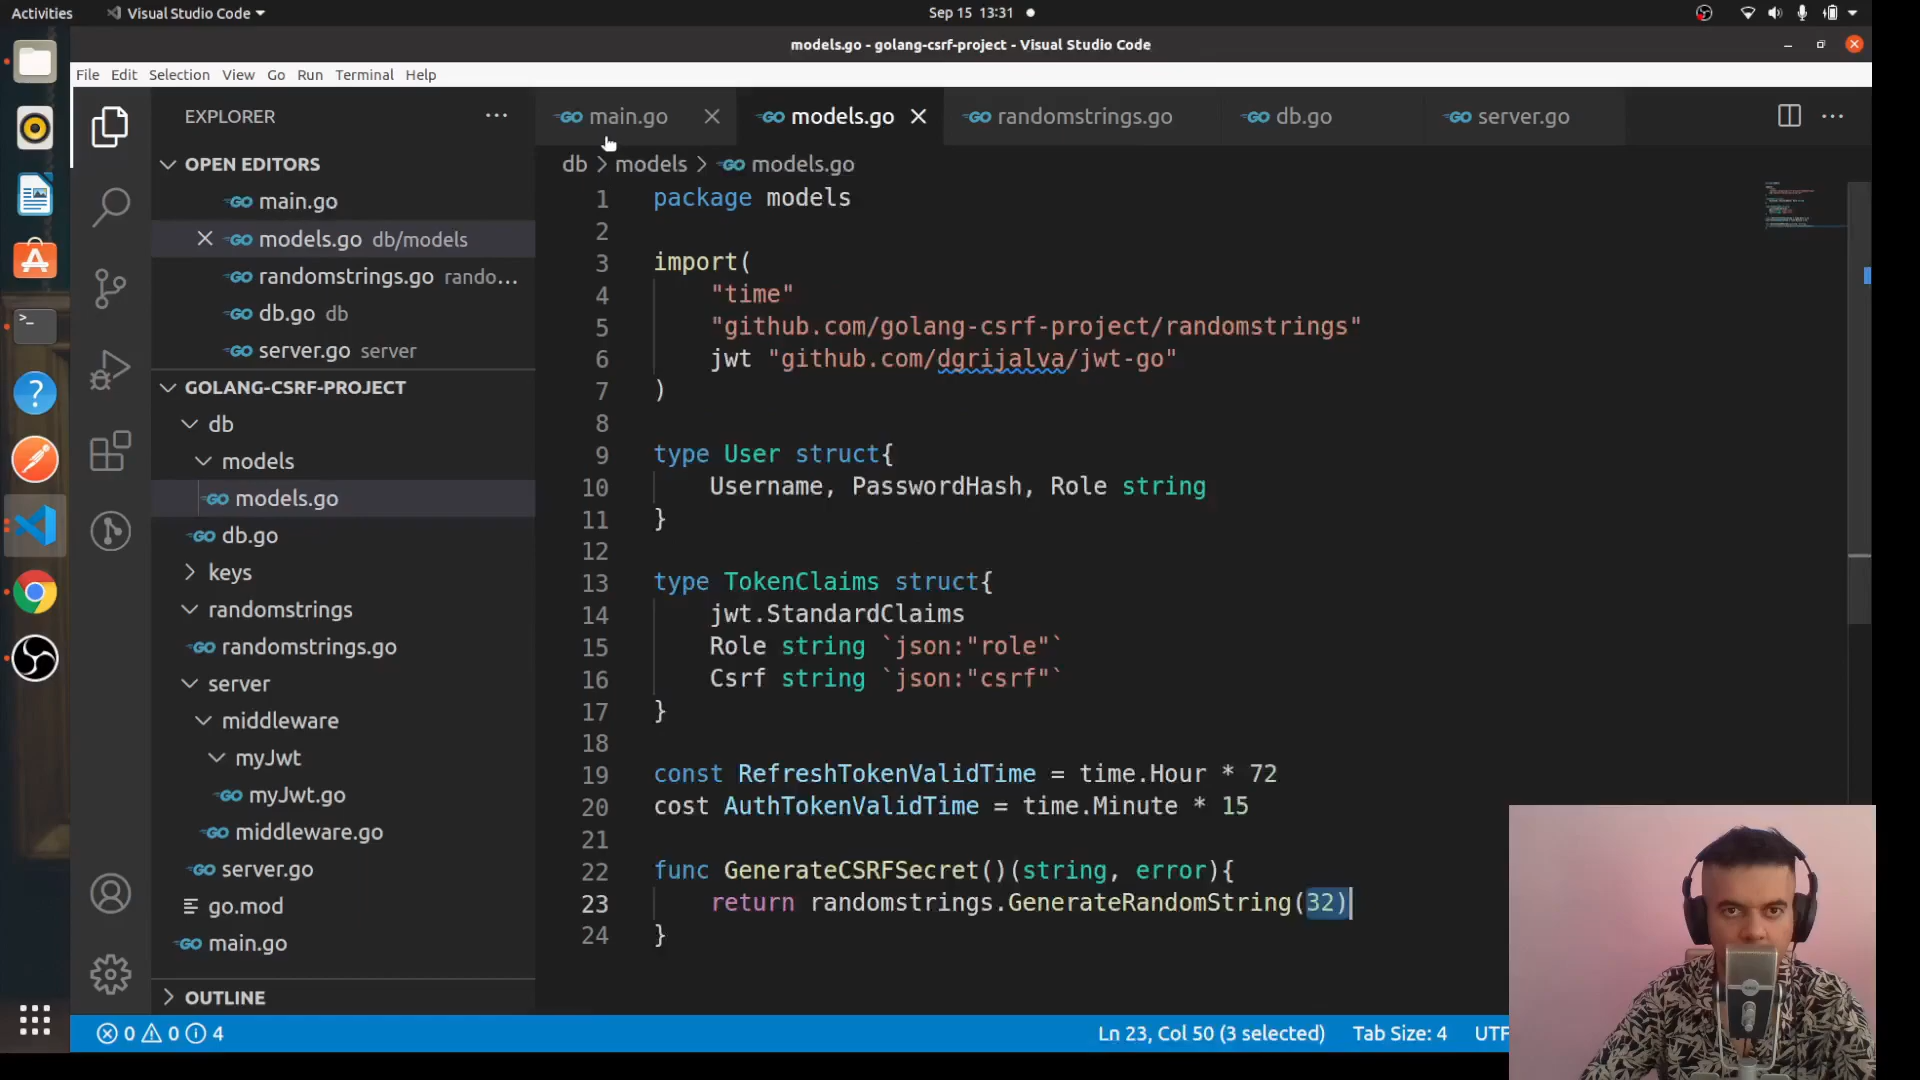 Activities
Visual Studio Code
Sep 15 13:31
models.go - golang-csrf-project - Visual Studio Code
File Edit Selection View Go Run Terminal Help
EXPLORER
OPEN EDITORS
main.go
models.go db/models
randomstrings.go rando...
db.go db
server.go server
GOLANG-CSRF-PROJECT
db
models
models.go
db.go
keys
randomstrings
randomstrings.go
server
middleware
myJwt
myJwt.go
middleware.go
server.go
go.mod
main.go
OUTLINE
main.go models.go randomstrings.go db.go server.go
db > models > models.go
1 package models
2
3 import(
4 "time"
5 "github.com/golang-csrf-project/randomstrings"
6 jwt "github.com/dgrijalva/jwt-go"
7 )
8
9 type User struct{
10 Username, PasswordHash, Role string
11 }
12
13 type TokenClaims struct{
14 jwt.StandardClaims
15 Role string `json:"role"`
16 Csrf string `json:"csrf"`
17 }
18
19 const RefreshTokenValidTime = time.Hour * 72
20 cost AuthTokenValidTime = time.Minute * 15
21
22 func GenerateCSRFSecret()(string, error){
23 return randomstrings.GenerateRandomString(32)
24 }
0 0 4
Ln 23, Col 50 (3 selected) Tab Size: 4 UTF